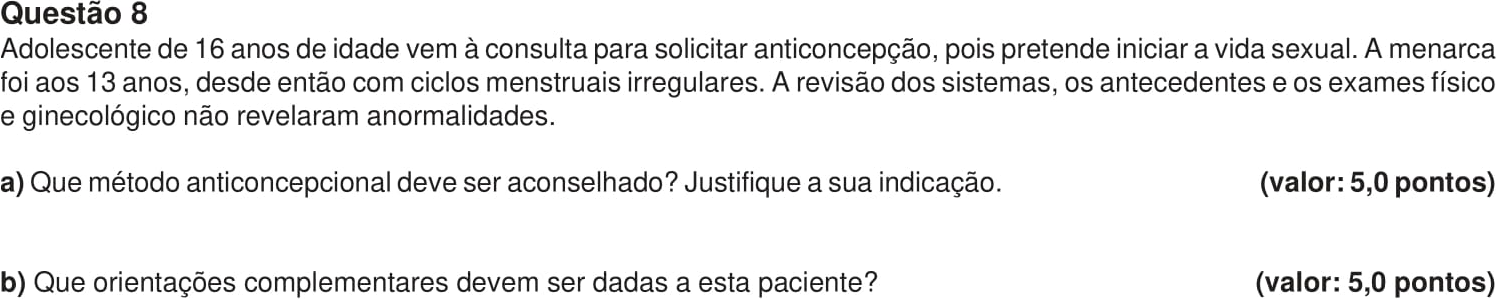 Questão 8
Adolescente de 16 anos de idade vem à consulta para solicitar anticoncepção, pois pretende iniciar a vida sexual. A menarca
foi aos 13 anos, desde então com ciclos menstruais irregulares. A revisão dos sistemas, os antecedentes e os exames físico
e ginecológico não revelaram anormalidades.
a) Que método anticoncepcional deve ser aconselhado? Justifique a sua indicação. (valor: 5,0 pontos)
b) Que orientações complementares devem ser dadas a esta paciente? (valor: 5,0 pontos)